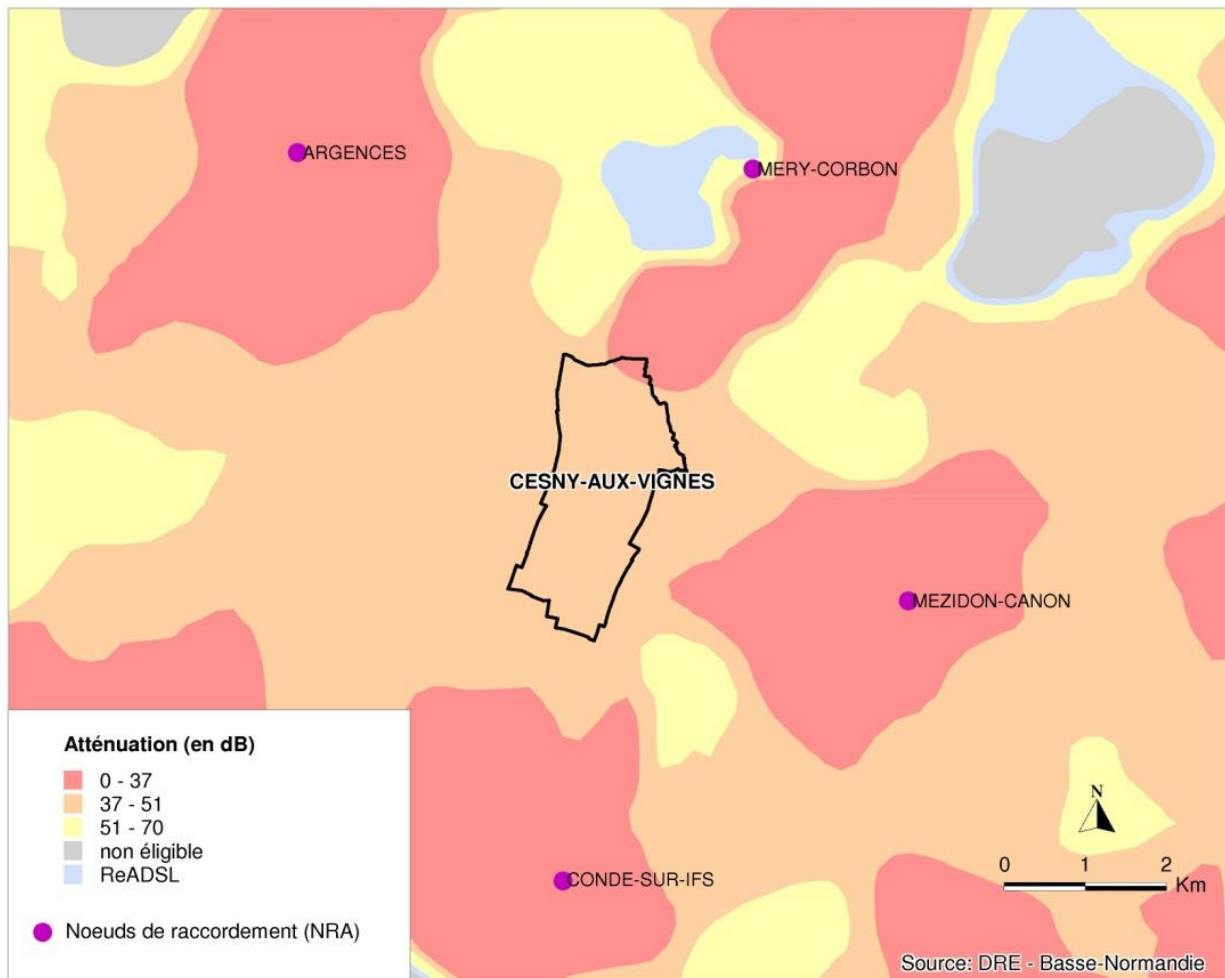 ARGENCES
MERY-CORBON
CESNY-AUX-VIGNES
MEZIDON-CANON
CONDE-SUR-IFS
Atténuation (en dB)
0 - 37
37 - 51
51 - 70
non éligible
ReADSL
Noeuds de raccordement (NRA)
N
0 1 2
Km
Source: DRE - Basse-Normandie